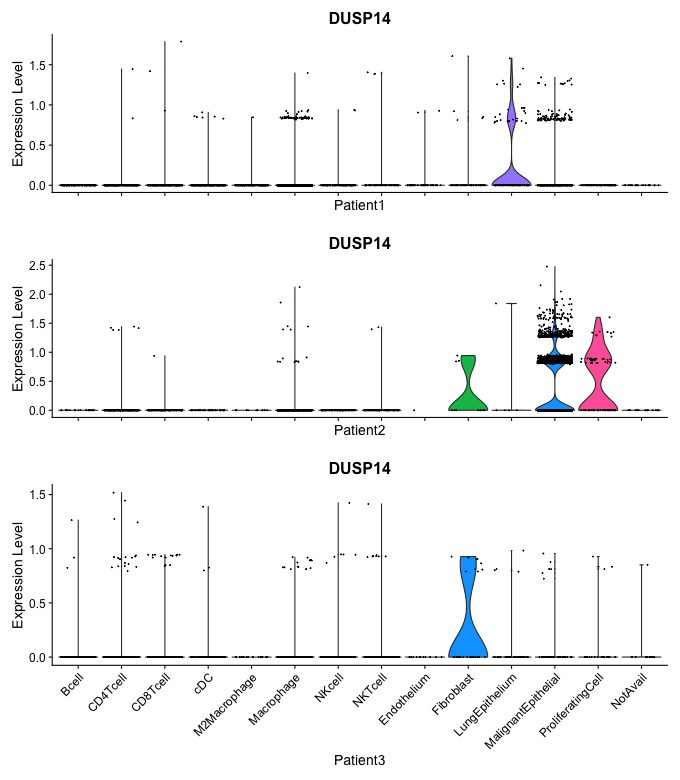 DUSP14
Expression Level
1.5
1.0
0.5
0.0
Patient1
DUSP14
Expression Level
2.5
2.0
1.5
1.0
0.5
0.0
Patient2
DUSP14
Expression Level
1.5
1.0
0.5
0.0
Bcell
CD4Tcell
CD8Tcell
cDC
M2Macrophage
Macrophage
NKcell
NKTcell
Endothelium
Fibroblast
LungEpithelium
MalignantEpithelial
ProliferatingCell
NotAvail
Patient3